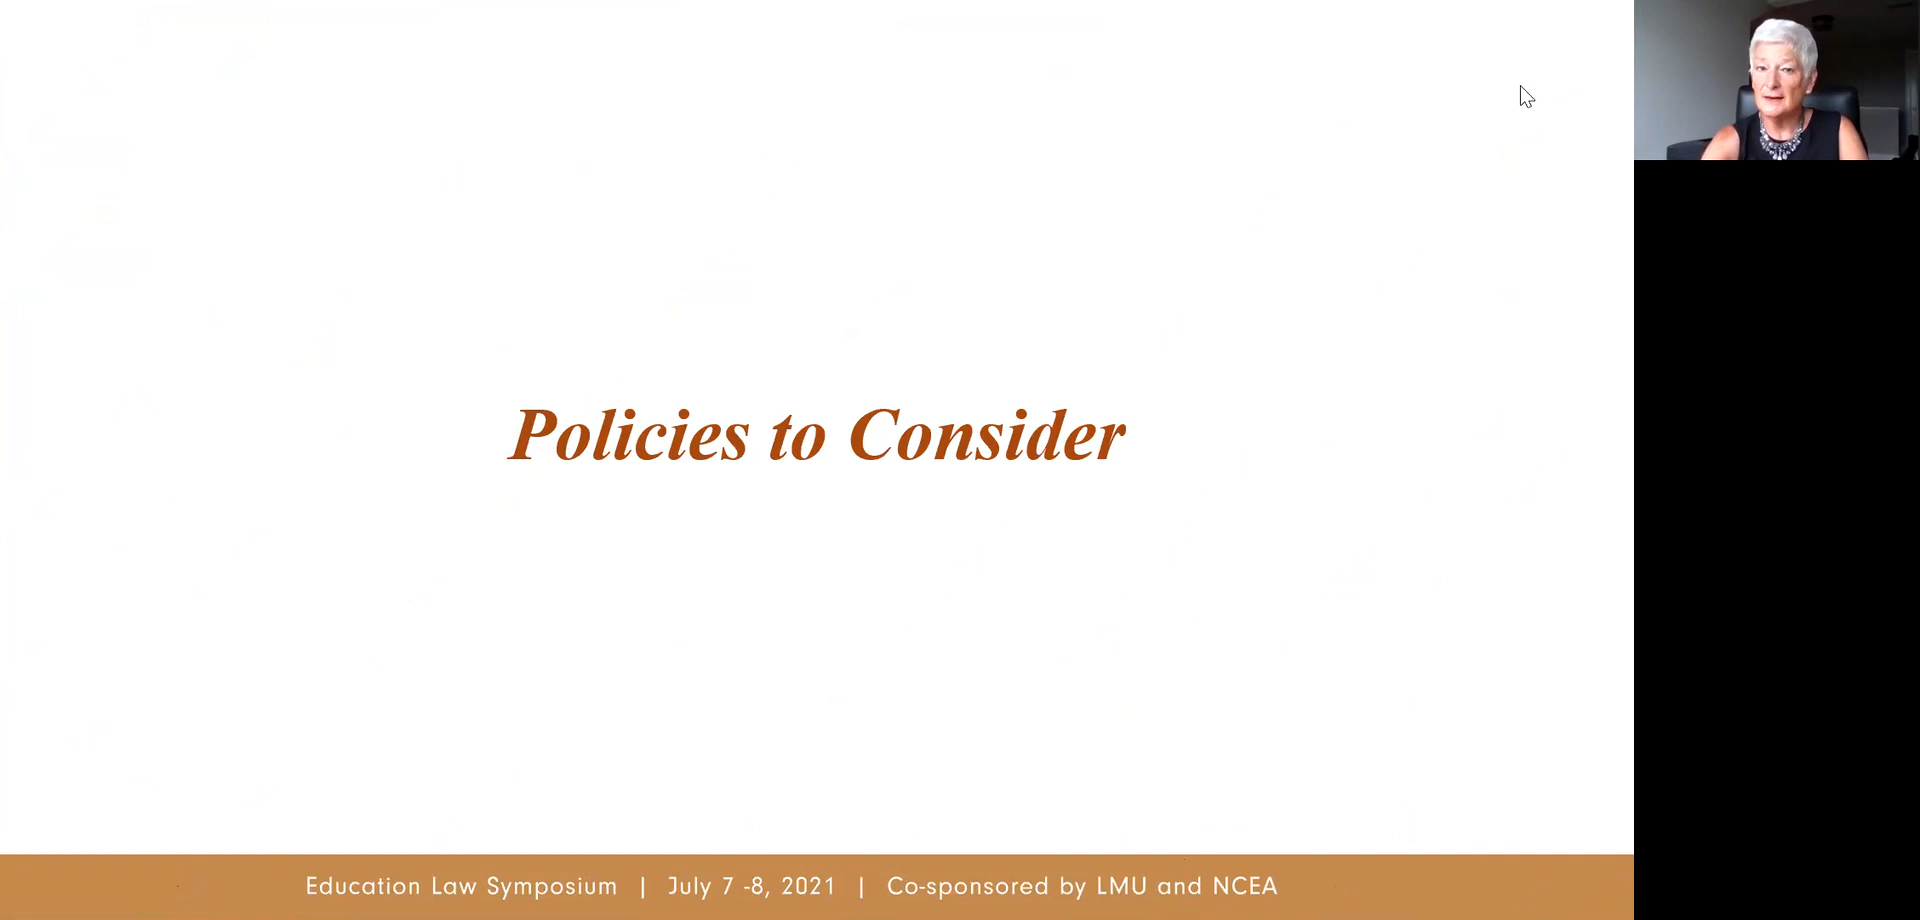 Policies to Consider
Education Law Symposium | July 7 -8, 2021 | Co-sponsored by LMU and NCEA